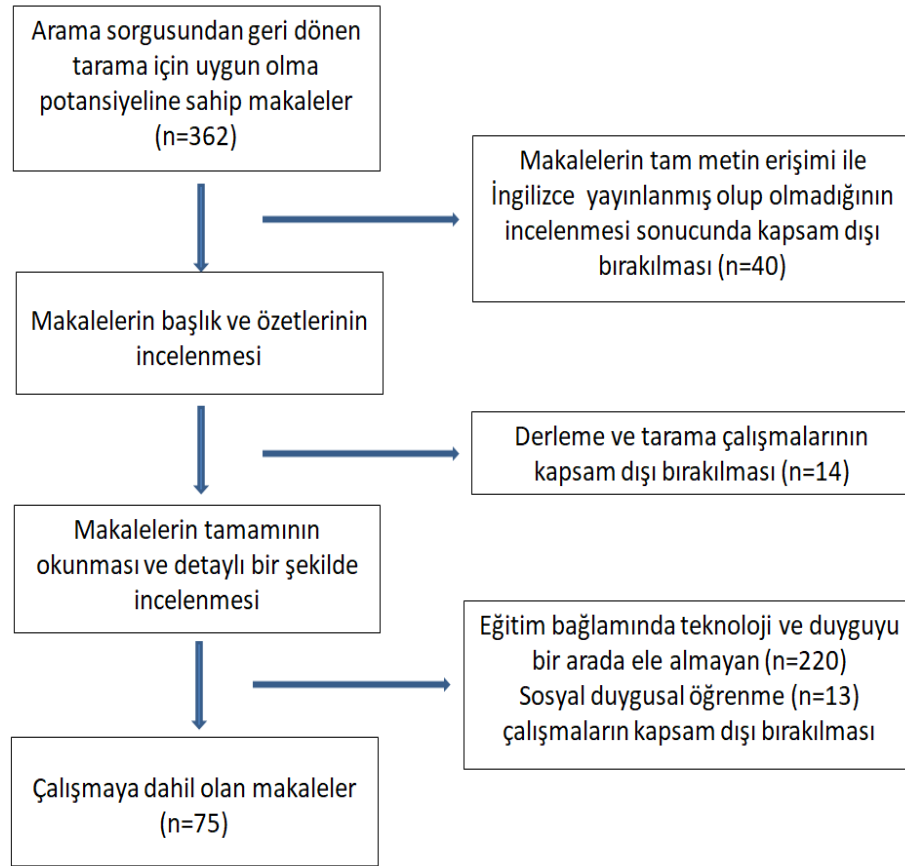 Arama sorgusundan geri dönen
tarama için uygun olma
potansiyeline sahip makaleler
(n=362)
Makalelerin tam metin erişimi ile
İngilizce yayınlanmış olup olmadığının
incelenmesi sonucunda kapsam dışı
bırakılması (n=40)
Makalelerin başlık ve özetlerinin
incelenmesi
Derleme ve tarama çalışmalarının
kapsam dışı bırakılması (n=14)
Makalelerin tamamının
okunması ve detaylı bir şekilde
incelenmesi
Eğitim bağlamında teknoloji ve duyguyu
bir arada ele almayan (n=220)
Sosyal duygusal öğrenme (n=13)
çalışmaların kapsam dışı bırakılması
Çalışmaya dahil olan makaleler
(n=75)